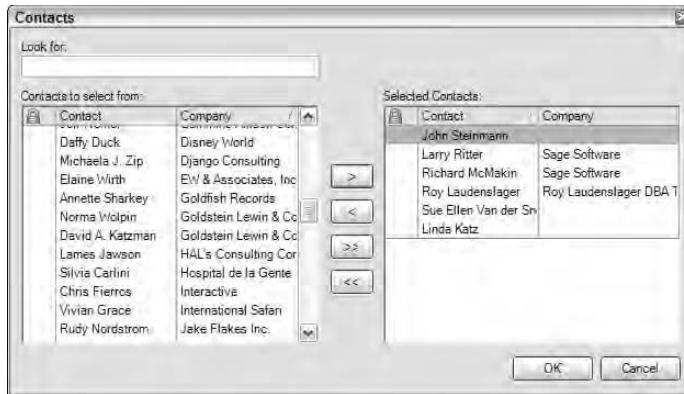 Contacts
Look for:
Contacts to select from:
Contact Company /
Daffy Duck Disney World
Michaela J. Zip Django Consulting
Elaine Wirth EW & Associates, Inc
Annette Sharkey Goldfish Records
Norma Wolpin Goldstein Lewin & Co
David A. Katzman Goldstein Lewin & Co
Lames Jawson HAL's Consulting Cor
Silvia Carlini Hospital de la Gente
Chris Fierros Interactive
Vivian Grace International Safari
Rudy Nordstrom Jake Flakes Inc.
>
<
>>
<<
Selected Contacts:
Contact Company
John Steinmann
Larry Ritter Sage Software
Richard McMakin Sage Software
Roy Laudenslager Roy Laudenslager DBA T
Sue Ellen Van der Sn
Linda Katz
OK Cancel